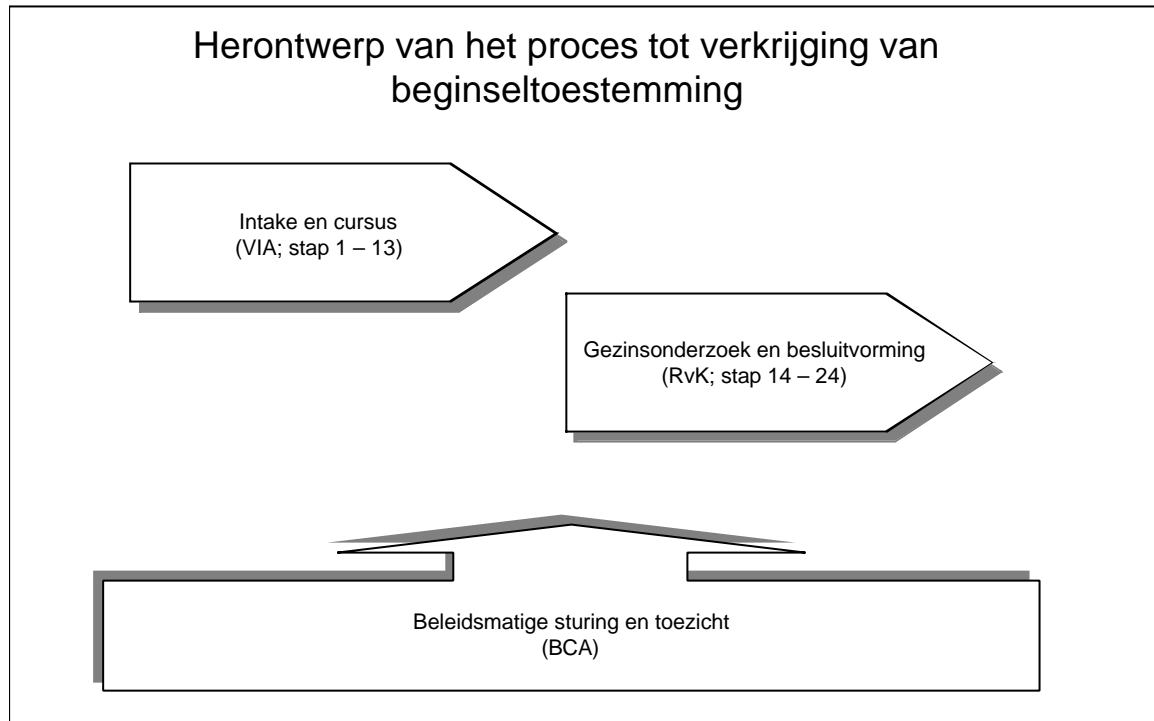 Herontwerp van het proces tot verkrijging van
beginseltoestemming
Intake en cursus
(VIA; stap 1 – 13)
Gezinsonderzoek en besluitvorming
(RvK; stap 14 – 24)
Beleidsmatige sturing en toezicht
(BCA)